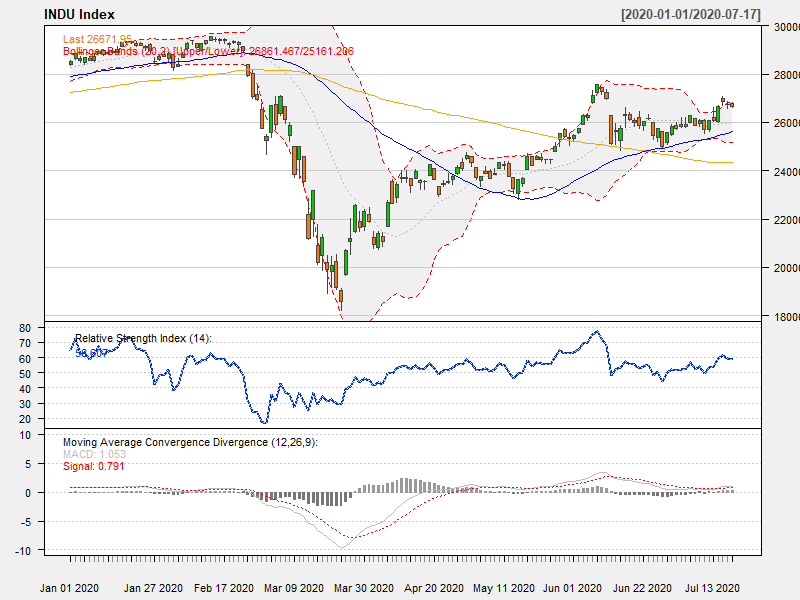 INDU Index [2020-01-01/2020-07-17]
Last 26671.95
Bollinger Bands (20,2) [Upper/Lower]: 26861.467/25161.206
30000
28000
26000
24000
22000
20000
18000
Relative Strength Index (14):
58.607
80
70
60
50
40
30
20
Moving Average Convergence Divergence (12,26,9):
MACD: 1.053
Signal: 0.791
10
5
0
-5
-10
Jan 01 2020 Jan 27 2020 Feb 17 2020 Mar 09 2020 Mar 30 2020 Apr 20 2020 May 11 2020 Jun 01 2020 Jun 22 2020 Jul 13 2020